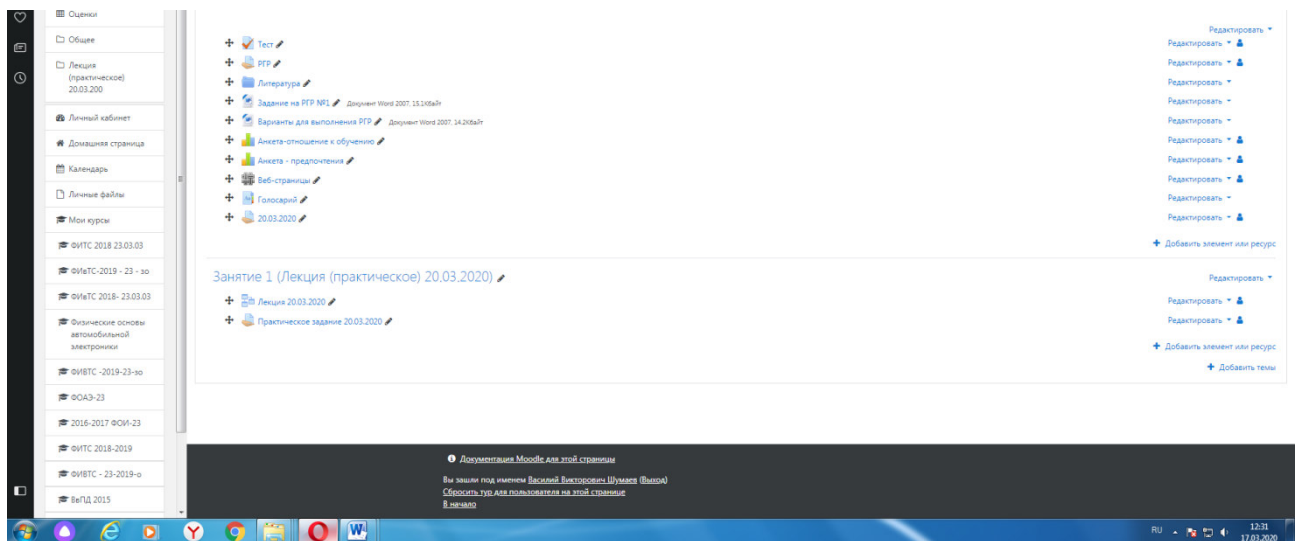 Оценки
Общее
Лекция
(практическое)
20.03.200
Личный кабинет
Домашняя страница
Календарь
Личные файлы
Мои курсы
ФИТС 2018 23.03.03
ФИвТС-2019 - 23 - зо
ФИвТС 2018- 23.03.03
Физические основы
автомобильной
электроники
ФИВТС -2019-23-зо
ФОАЭ-23
2016-2017 ФОИ-23
ФИТС 2018-2019
ФИВТС - 23-2019-о
ВвПД 2015
Редактировать
Тест Редактировать
РГР Редактировать
Литература Редактировать
Задание на РГР №1 Документ Word 2007, 15.1Кбайт Редактировать
Варианты для выполнения РГР Документ Word 2007, 14.2Кбайт Редактировать
Анкета-отношение к обучению Редактировать
Анкета - предпочтения Редактировать
Веб-страницы Редактировать
Голосарий Редактировать
20.03.2020 Редактировать
Добавить элемент или ресурс
Занятие 1 (Лекция (практическое) 20.03.2020) Редактировать
Лекция 20.03.2020 Редактировать
Практическое задание 20.03.2020 Редактировать
Добавить элемент или ресурс
Добавить темы
Документация Moodle для этой страницы
Вы зашли под именем Василий Викторович Шумаев (Выход)
Сбросить тур для пользователя на этой странице
В начало
RU 12:31
17.03.2020